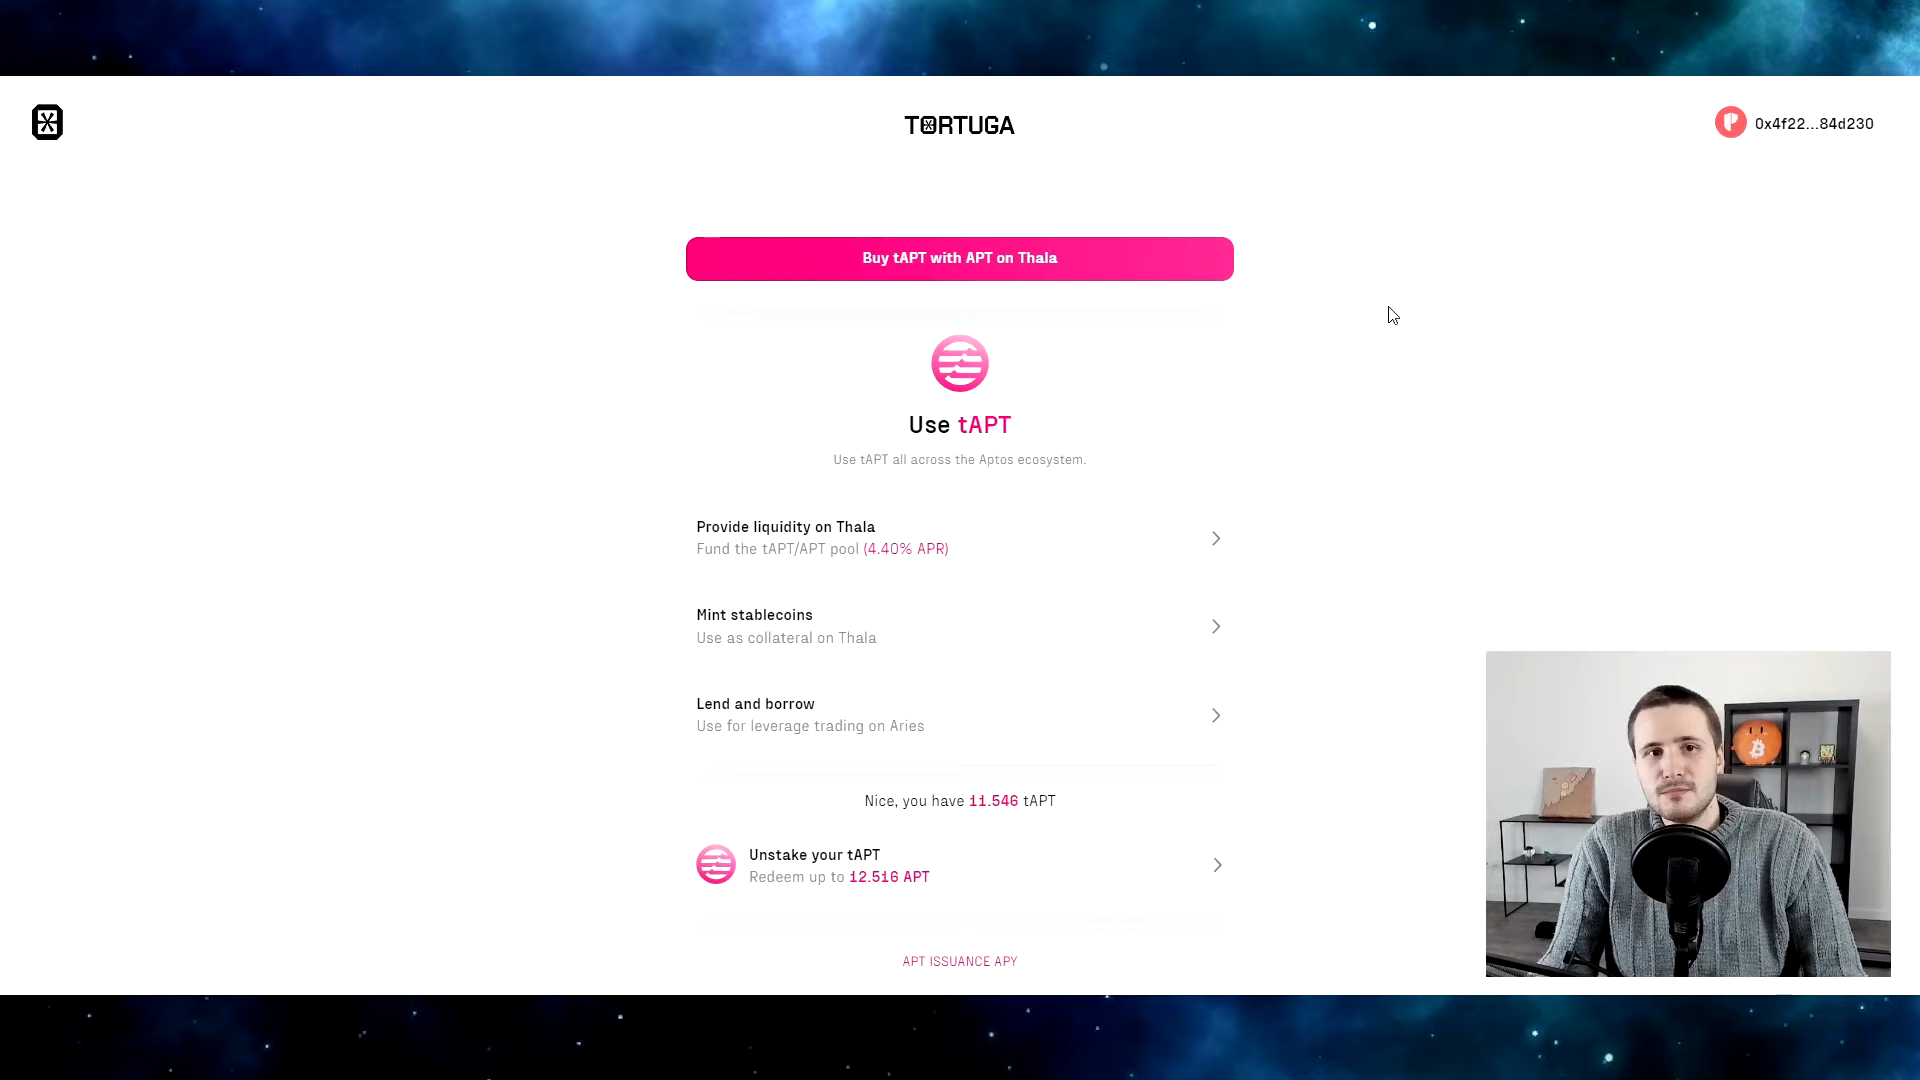 TORTUGA
0x4f22...84d230
Buy tAPT with APT on Thala
Use tAPT
Use tAPT all across the Aptos ecosystem.
Provide liquidity on Thala
Fund the tAPT/APT pool (4.40% APR)
Mint stablecoins
Use as collateral on Thala
Lend and borrow
Use for leverage trading on Aries
Nice, you have 11.546 tAPT
Unstake your tAPT
Redeem up to 12.516 APT
APT ISSUANCE APY